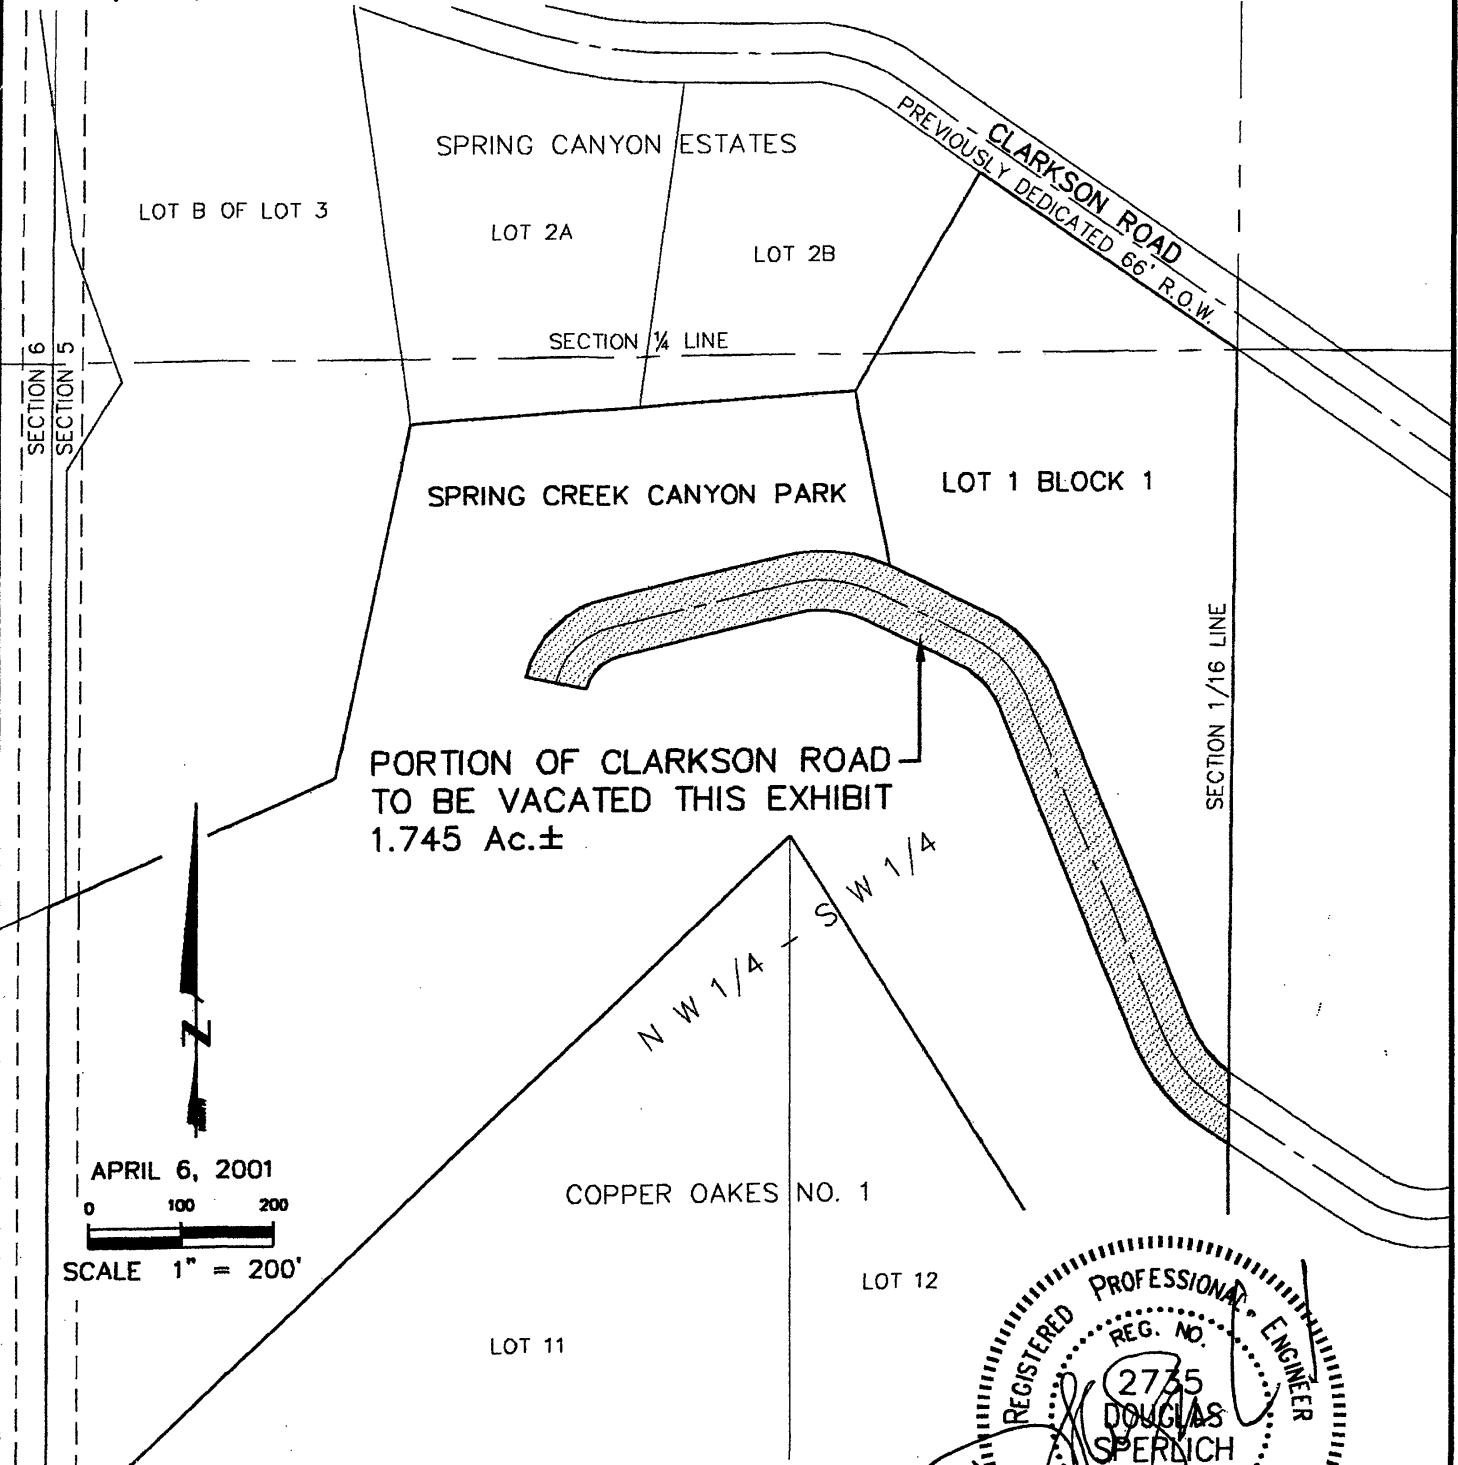 CLARKSON ROAD
PREVIOUSLY DEDICATED 66' R.O.W.
SPRING CANYON ESTATES
LOT B OF LOT 3
LOT 2A
LOT 2B
SECTION 1/4 LINE
SECTION 6
SECTION 5
SPRING CREEK CANYON PARK
LOT 1 BLOCK 1
SECTION 1/16 LINE
PORTION OF CLARKSON ROAD
TO BE VACATED THIS EXHIBIT
1.745 Ac.±
N W 1/4 - S W 1/4
N
APRIL 6, 2001
0 100 200
SCALE 1" = 200'
COPPER OAKES NO. 1
LOT 12
LOT 11
REGISTERED PROFESSIONAL ENGINEER
REG. NO.
2735
DOUGLAS
SPERLICH